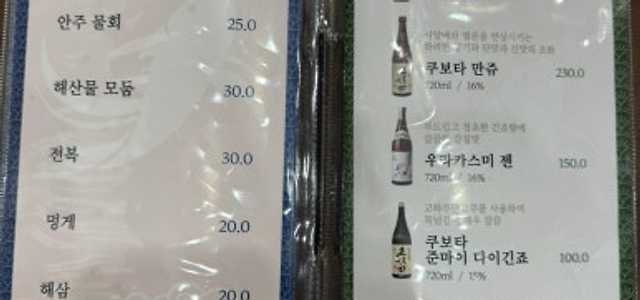 안주 물회 25.0
해산물 모듬 30.0
전복 30.0
멍게 20.0
해삼 20.0
쿠보타 만쥬 230.0
720ml / 16%
우라카스미 젠 150.0
720ml / 16%
쿠보타
준마이 다이긴죠 100.0
720ml / 15%